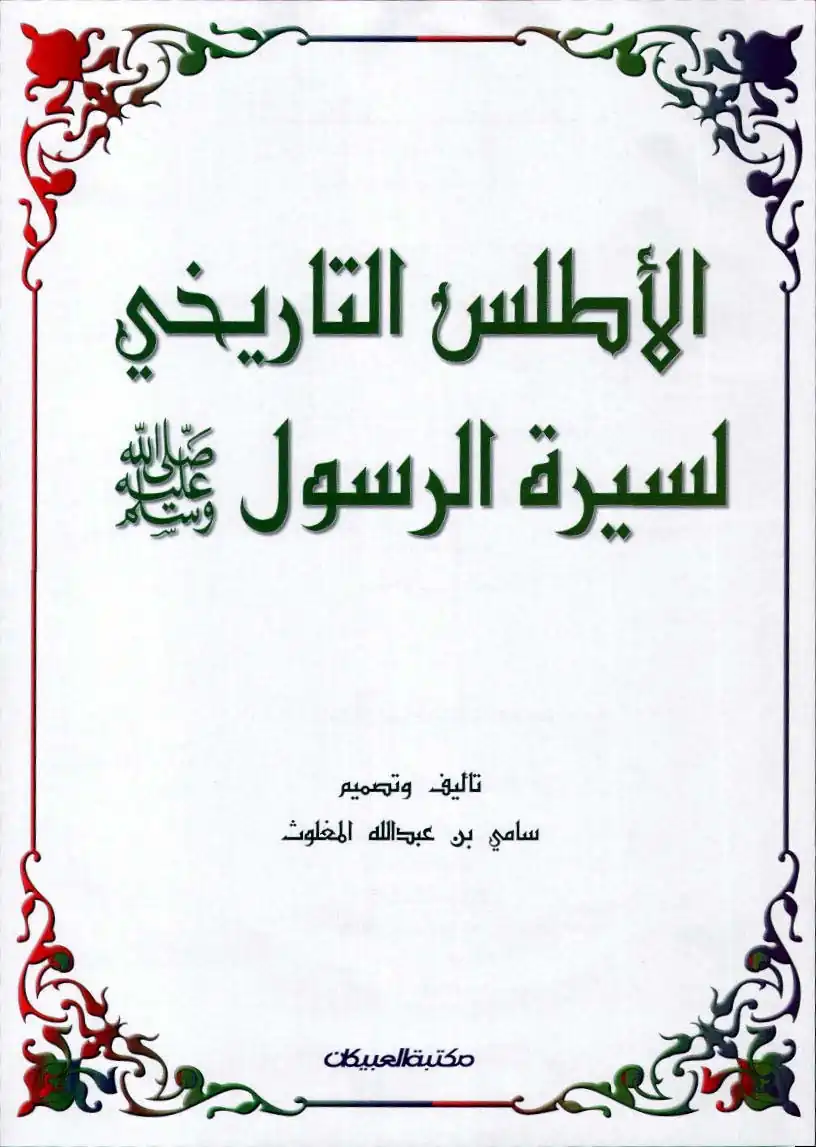 الأطلس التاريخي
لسيرة الرسول ﷺ
تأليف وتصميم
سامي بن عبدالله المغلوث
مكتبة العبيكان